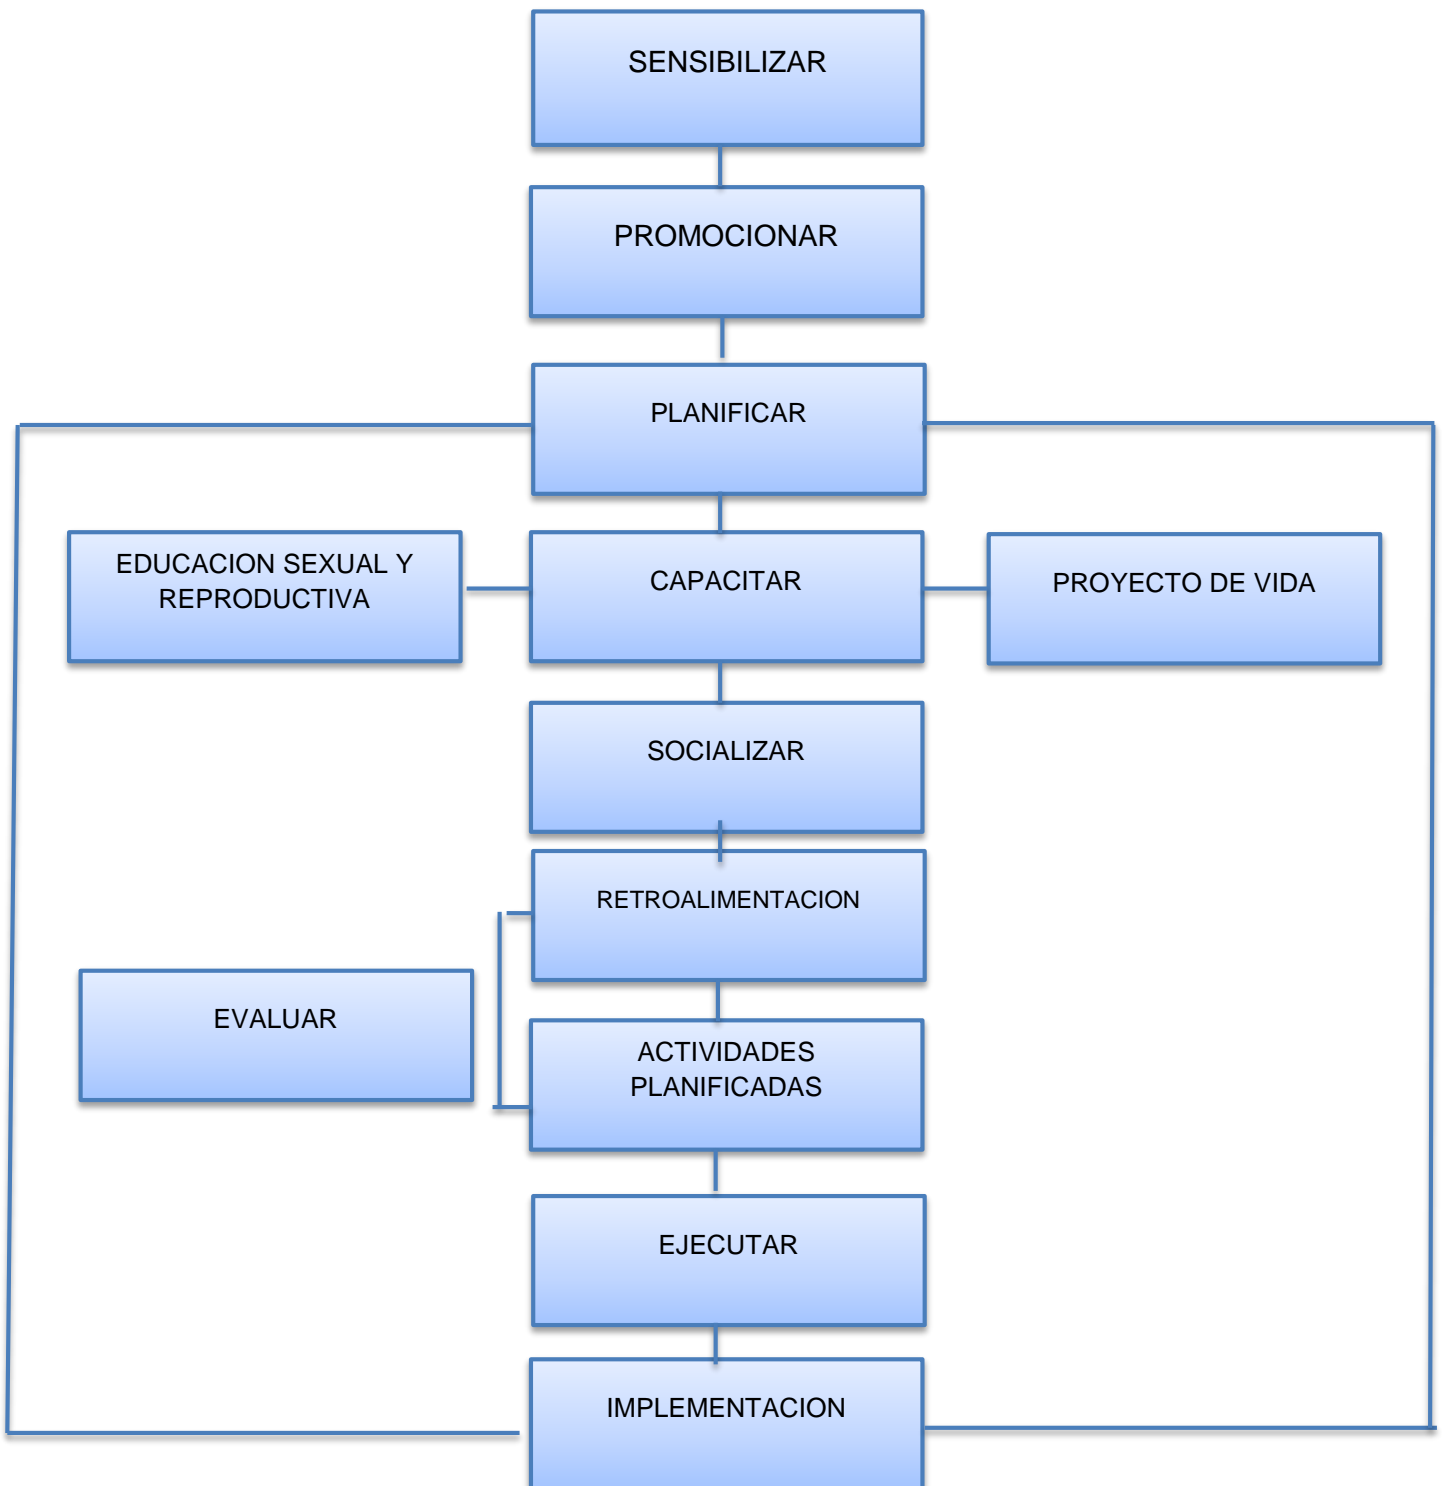 SENSIBILIZAR
PROMOCIONAR
PLANIFICAR
EDUCACION SEXUAL Y
REPRODUCTIVA
CAPACITAR
PROYECTO DE VIDA
SOCIALIZAR
RETROALIMENTACION
EVALUAR
ACTIVIDADES
PLANIFICADAS
EJECUTAR
IMPLEMENTACION